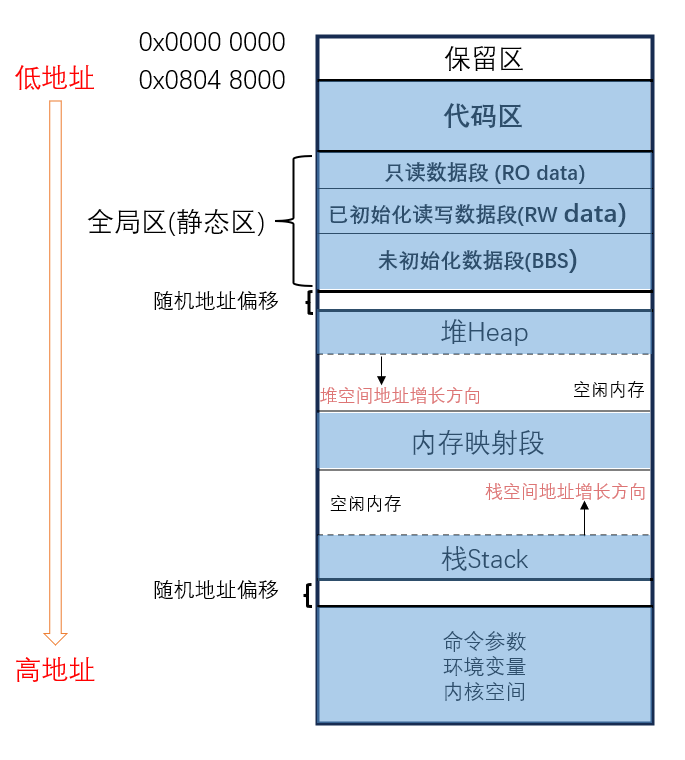 0x0000 0000
保留区
低地址
0x0804 8000
代码区
只读数据段 (RO data)
已初始化读写数据段(RW data)
全局区(静态区)
未初始化数据段(BBS)
随机地址偏移
堆Heap
堆空间地址增长方向
空闲内存
内存映射段
栈空间地址增长方向
空闲内存
栈Stack
随机地址偏移
高地址
命令参数
环境变量
内核空间